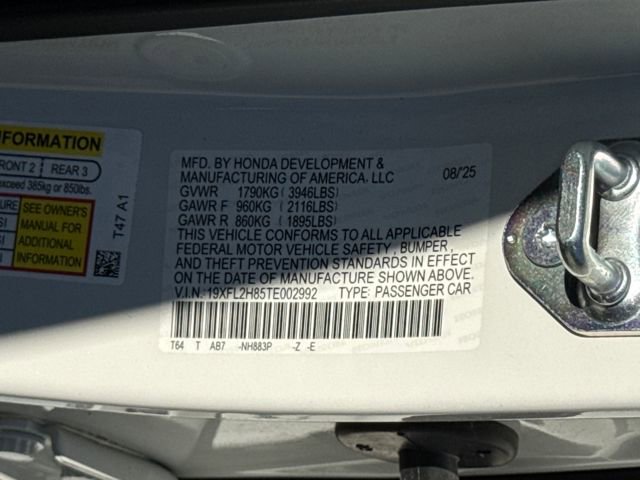 INFORMATION
FRONT 2 REAR 3
exceed 385kg or 850lbs.
SEE OWNER'S
MANUAL FOR
ADDITIONAL
INFORMATION
T47 A1
MFD. BY HONDA DEVELOPMENT &
MANUFACTURING OF AMERICA, LLC 08/'25
GVWR 1790KG (3946LBS)
GAWR F 960KG (2116LBS)
GAWR R 860KG (1895LBS)
THIS VEHICLE CONFORMS TO ALL APPLICABLE
FEDERAL MOTOR VEHICLE SAFETY , BUMPER ,
AND THEFT PREVENTION STANDARDS IN EFFECT
ON THE DATE OF MANUFACTURE SHOWN ABOVE.
V.I.N. 19XFL2H85TE002992 TYPE: PASSENGER CAR
T64 T AB7 -NH883P -Z -E